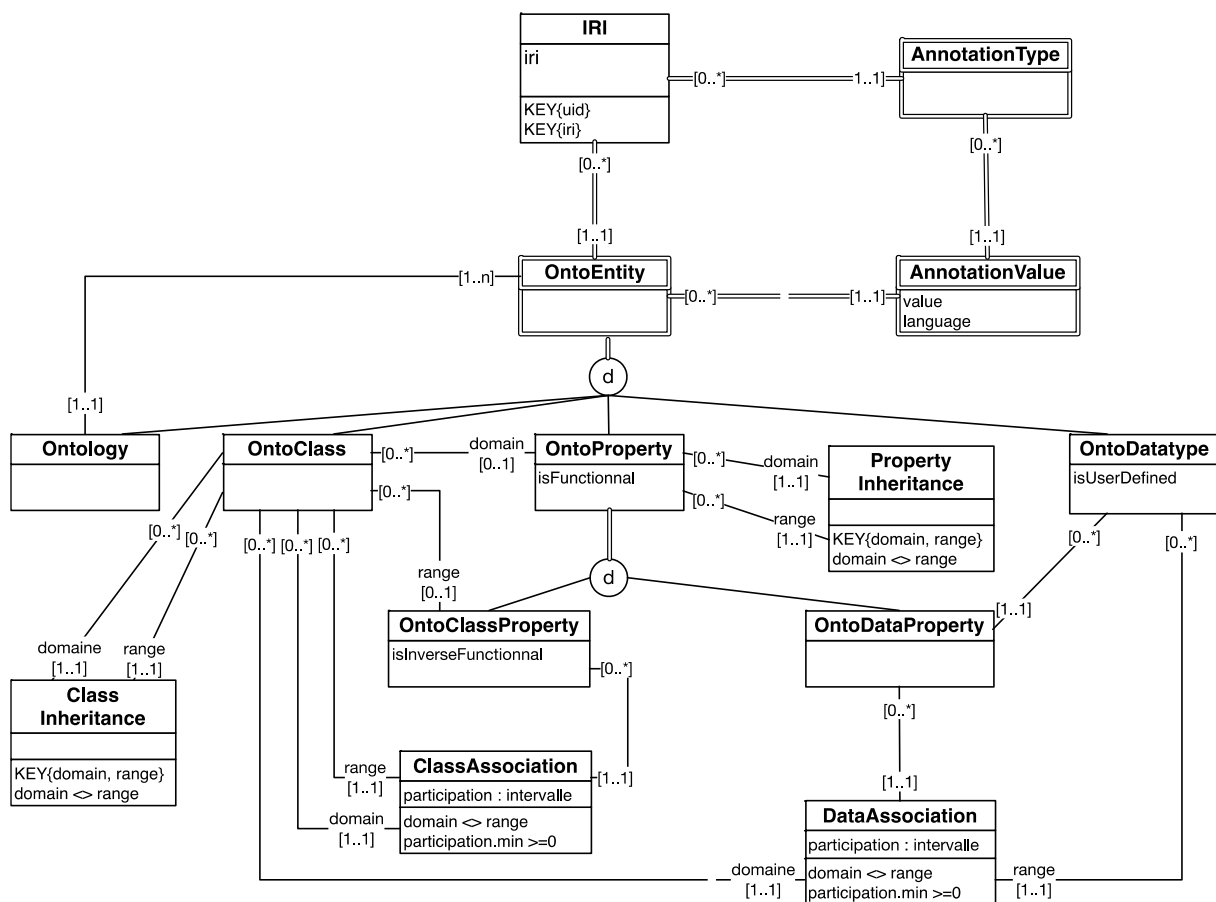 IRI
iri
KEY{uid}
KEY{iri}
[0..*]
1..1]
AnnotationType
[0..*]
[0..*]
[1..1]
[1..1]
OntoEntity
[1..n]
[0..*]
[1..1]
AnnotationValue
value
language
d
[1..1]
Ontology
OntoClass
[0..*]
domain
[0..1]
OntoProperty
isFunctionnal
[0..*]
domain
[1..1]
[0..*]
range
[1..1]
Property
Inheritance
KEY{domain, range}
domain <> range
OntoDatatype
isUserDefined
[0..*]
[0..*]
[0..*]
[0..*]
[0..*]
[0..*]
[0..*]
[0..*]
d
range
[0..1]
[1..1]
OntoClassProperty
isInverseFunctionnal
OntoDataProperty
domaine
[1..1]
range
[1..1]
[0..*]
[0..*]
Class
Inheritance
KEY{domain, range}
domain <> range
range
[1..1]
ClassAssociation
[1..1]
participation : intervalle
domain <> range
participation.min >=0
domain
[1..1]
[1..1]
DataAssociation
participation : intervalle
domain <> range
participation.min >=0
domaine
[1..1]
range
[1..1]